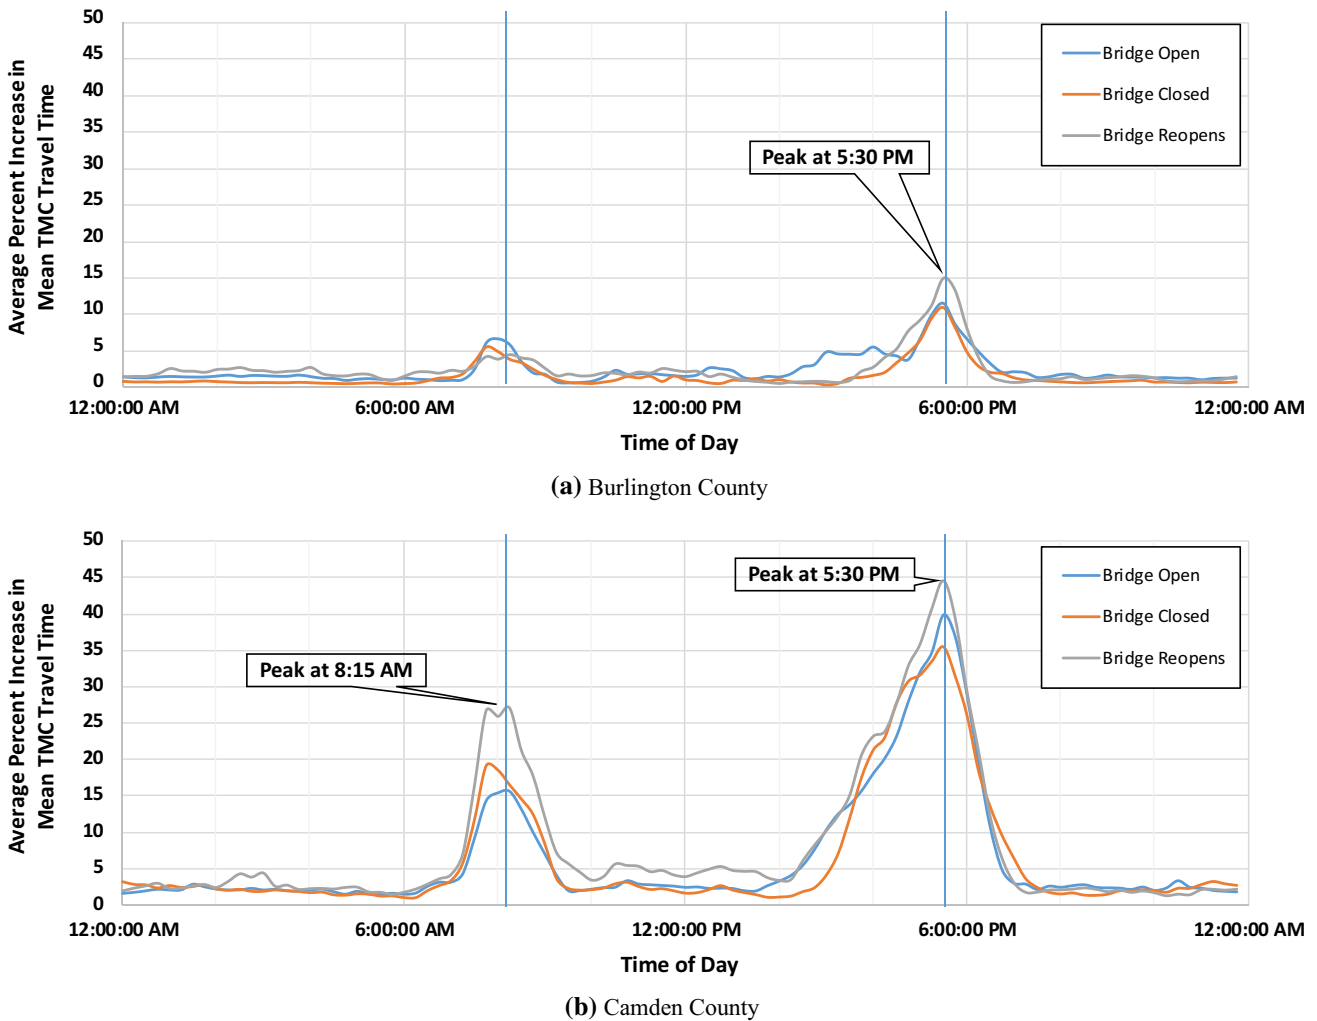 50
45
40
35
30
25
20
15
10
5
0
Average Percent Increase in
Mean TMC Travel Time
Bridge Open
Bridge Closed
Bridge Reopens
Peak at 5:30 PM
12:00:00 AM
6:00:00 AM
12:00:00 PM
6:00:00 PM
12:00:00 AM
Time of Day
(a) Burlington County
50
45
40
35
30
25
20
15
10
5
0
Average Percent Increase in
Mean TMC Travel Time
Peak at 5:30 PM
Bridge Open
Bridge Closed
Bridge Reopens
Peak at 8:15 AM
12:00:00 AM
6:00:00 AM
12:00:00 PM
6:00:00 PM
12:00:00 AM
Time of Day
(b) Camden County